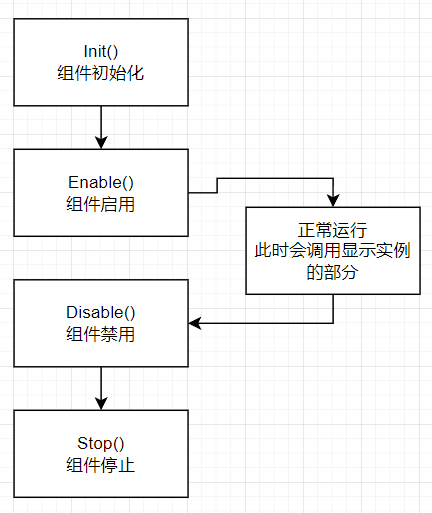 Init()
组件初始化
Enable()
组件启用
正常运行
此时会调用显示实例
的部分
Disable()
组件禁用
Stop()
组件停止